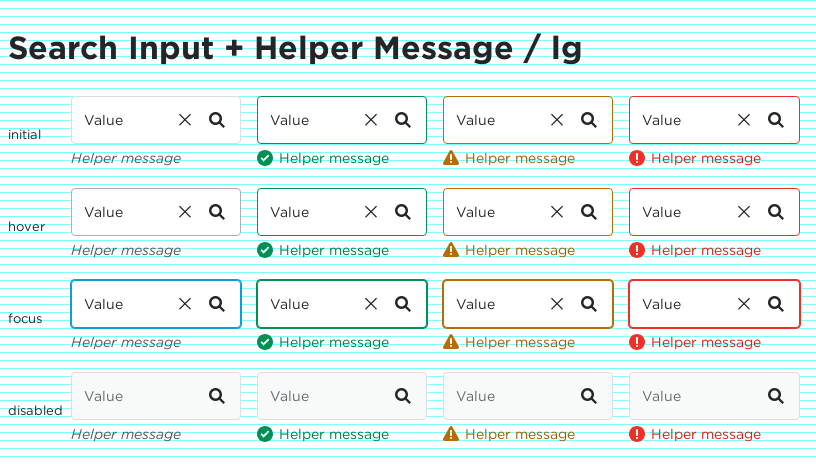 Search Input + Helper Message / lg
initial Value Value Value Value
Helper message Helper message Helper message Helper message
hover Value Value Value Value
Helper message Helper message Helper message Helper message
focus Value Value Value Value
Helper message Helper message Helper message Helper message
disabled Value Value Value Value
Helper message Helper message Helper message Helper message